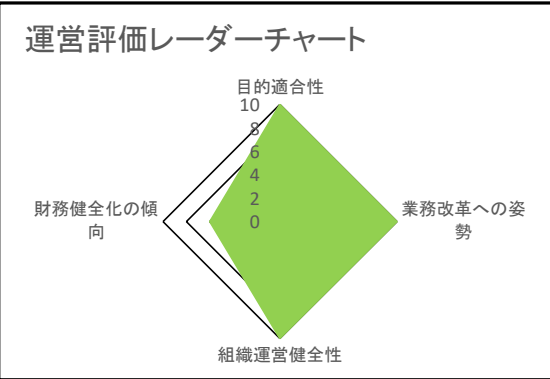 運営評価レーダーチャート
目的適合性
10
8
6
4
2
0
財務健全化の傾
向
業務改革への姿
勢
組織運営健全性